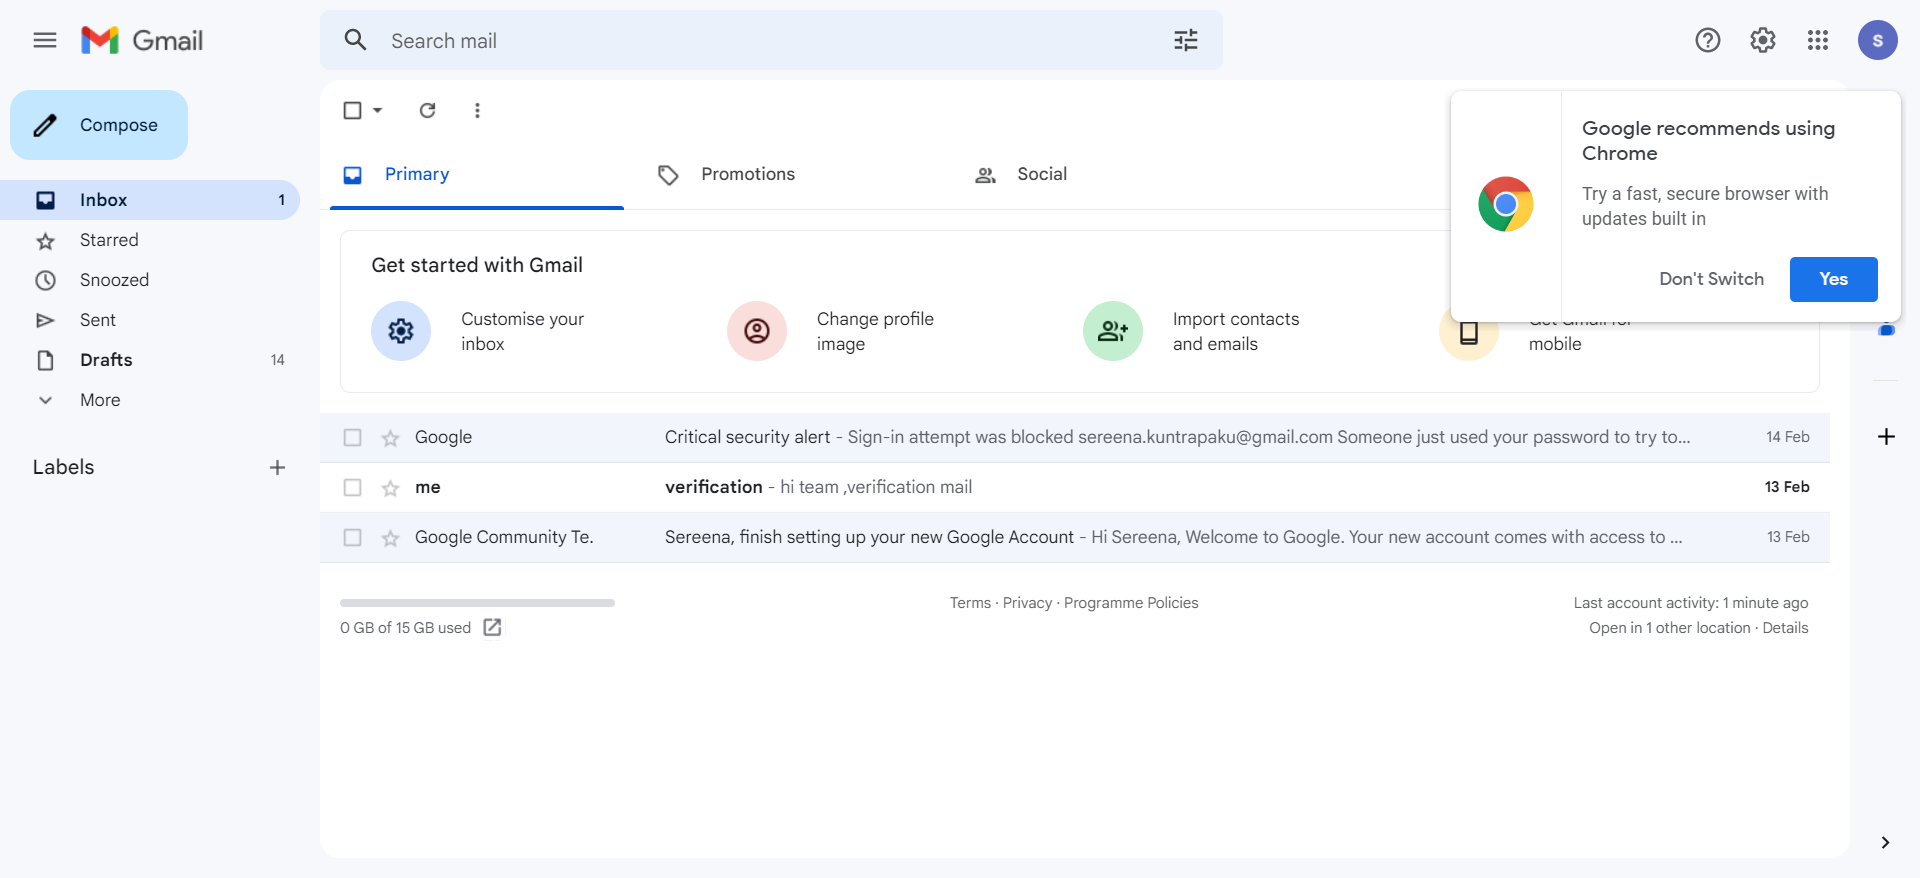 Gmail
Search mail
S
Compose
Inbox 1
Starred
Snoozed
Sent
Drafts 14
More
Labels
Primary
Promotions
Social
Google recommends using
Chrome
Try a fast, secure browser with
updates built in
Don't Switch
Yes
Get started with Gmail
Customise your
inbox
Change profile
image
Import contacts
and emails
Get Gmail for
mobile
Google Critical security alert - Sign-in attempt was blocked sereena.kuntrapaku@gmail.com Someone just used your password to try to... 14 Feb
me verification - hi team ,verification mail 13 Feb
Google Community Te. Sereena, finish setting up your new Google Account - Hi Sereena, Welcome to Google. Your new account comes with access to ... 13 Feb
0 GB of 15 GB used
Terms · Privacy · Programme Policies
Last account activity: 1 minute ago
Open in 1 other location · Details